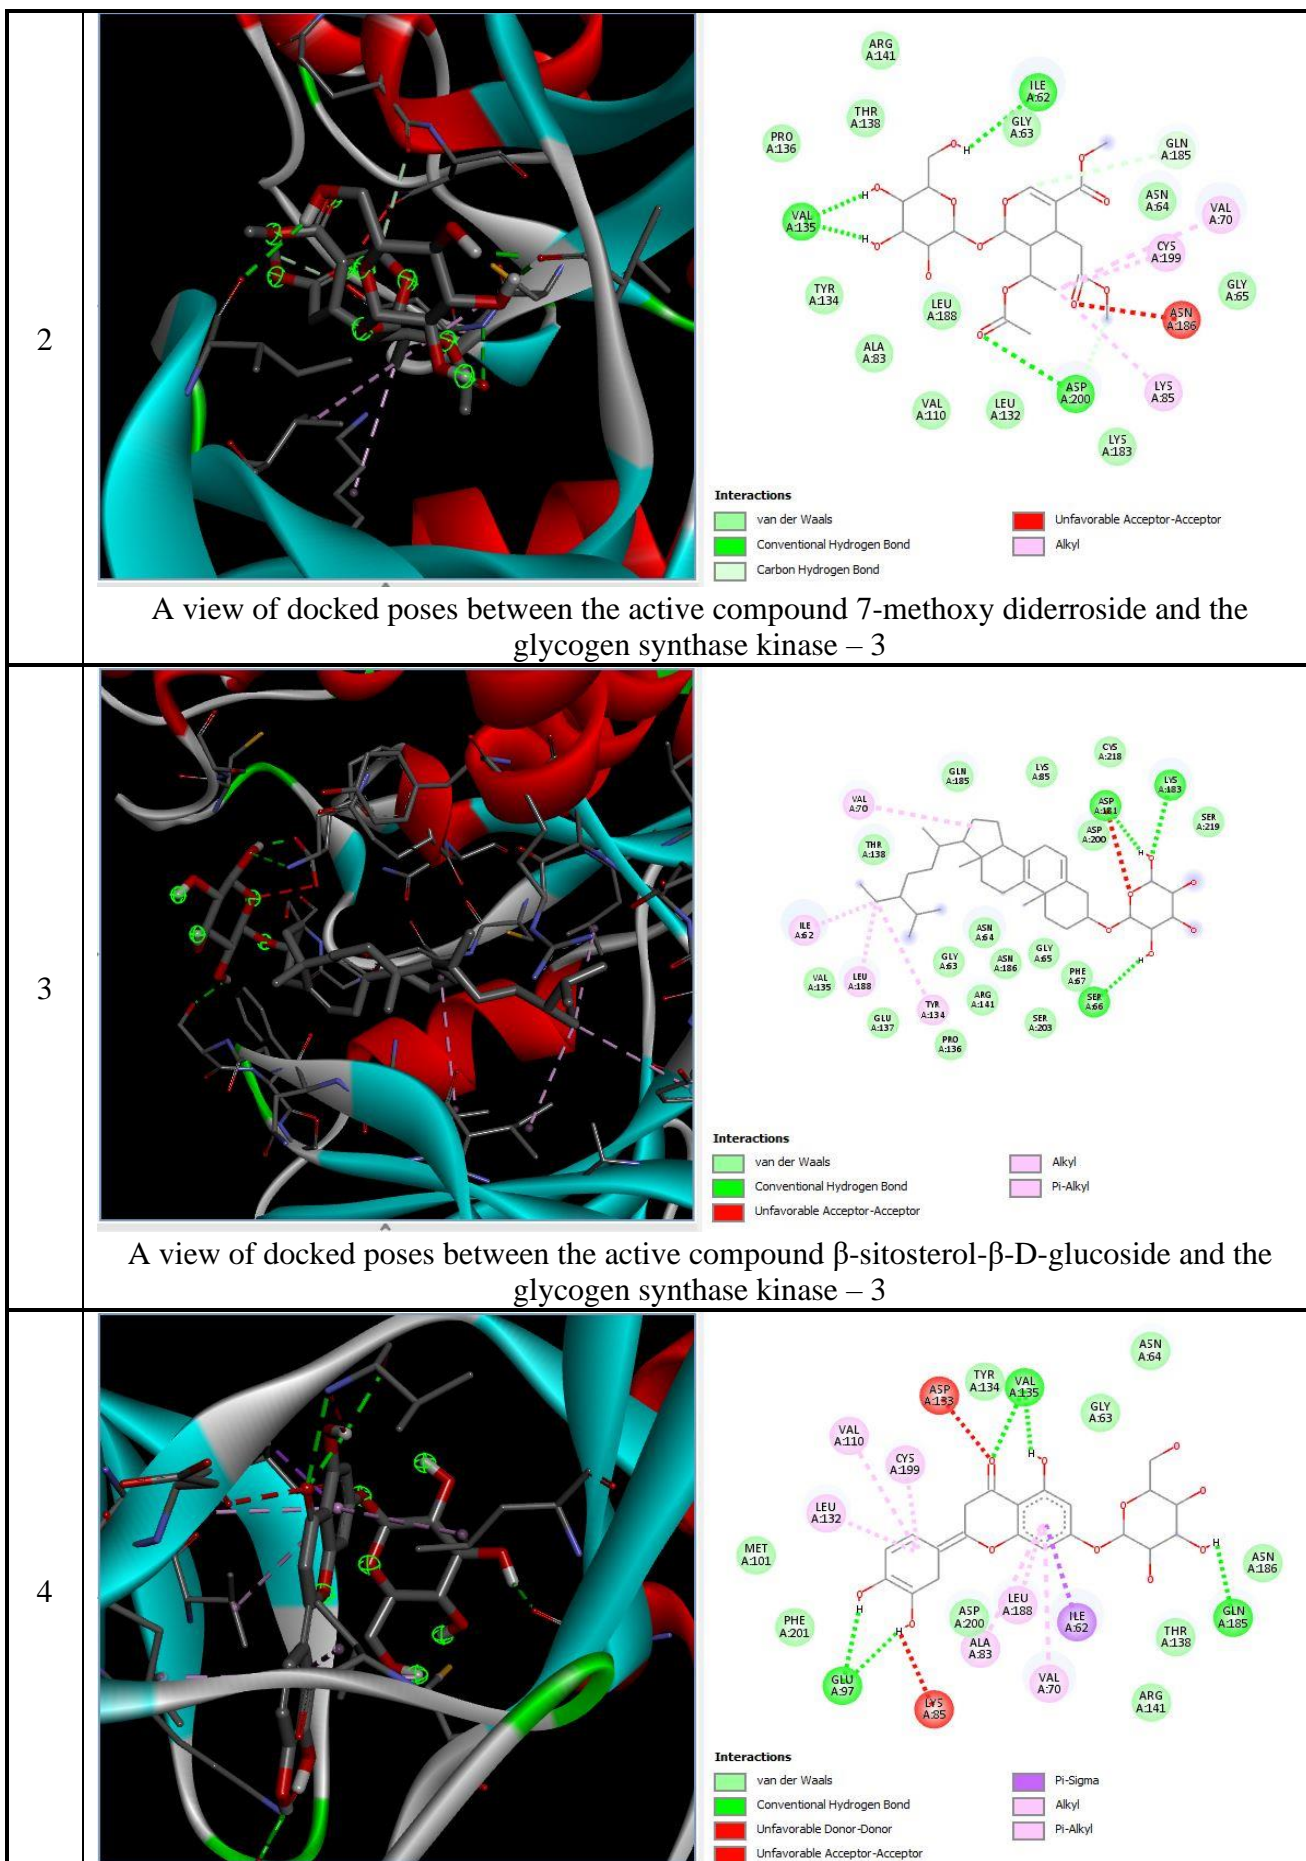 2
ARG
A:141
ILE
A:62
THR
A:138
GLY
A:63
PRO
A:136
GLN
A:185
ASN
A:64
VAL
A:70
VAL
A:135
CYS
A:199
TYR
A:134
LEU
A:188
GLY
A:65
ASN
A:186
ALA
A:83
ASP
A:200
LYS
A:85
VAL
A:110
LEU
A:132
LYS
A:183
H
H
H
Interactions
van der Waals
Conventional Hydrogen Bond
Carbon Hydrogen Bond
Unfavorable Acceptor-Acceptor
Alkyl
A view of docked poses between the active compound 7-methoxy diderroside and the
glycogen synthase kinase – 3
3
CYS
A:218
GLN
A:185
LYS
A:85
LYS
A:183
VAL
A:70
ASP
A:181
SER
A:219
ASP
A:200
THR
A:138
ILE
A:62
ASN
A:64
GLY
A:63
ASN
A:186
GLY
A:65
PHE
A:67
VAL
A:135
LEU
A:188
TYR
A:134
ARG
A:141
SER
A:66
GLU
A:137
SER
A:203
PRO
A:136
H
H
Interactions
van der Waals
Conventional Hydrogen Bond
Unfavorable Acceptor-Acceptor
Alkyl
Pi-Alkyl
A view of docked poses between the active compound β-sitosterol-β-D-glucoside and the
glycogen synthase kinase – 3
4
ASN
A:64
ASP
A:133
TYR
A:134
VAL
A:135
GLY
A:63
VAL
A:110
CYS
A:199
LEU
A:132
MET
A:101
ASN
A:186
PHE
A:201
ASP
A:200
LEU
A:188
ALA
A:83
ILE
A:62
THR
A:138
GLN
A:185
GLU
A:97
LYS
A:85
VAL
A:70
ARG
A:141
H
H
H
H
Interactions
van der Waals
Conventional Hydrogen Bond
Unfavorable Donor-Donor
Unfavorable Acceptor-Acceptor
Pi-Sigma
Alkyl
Pi-Alkyl